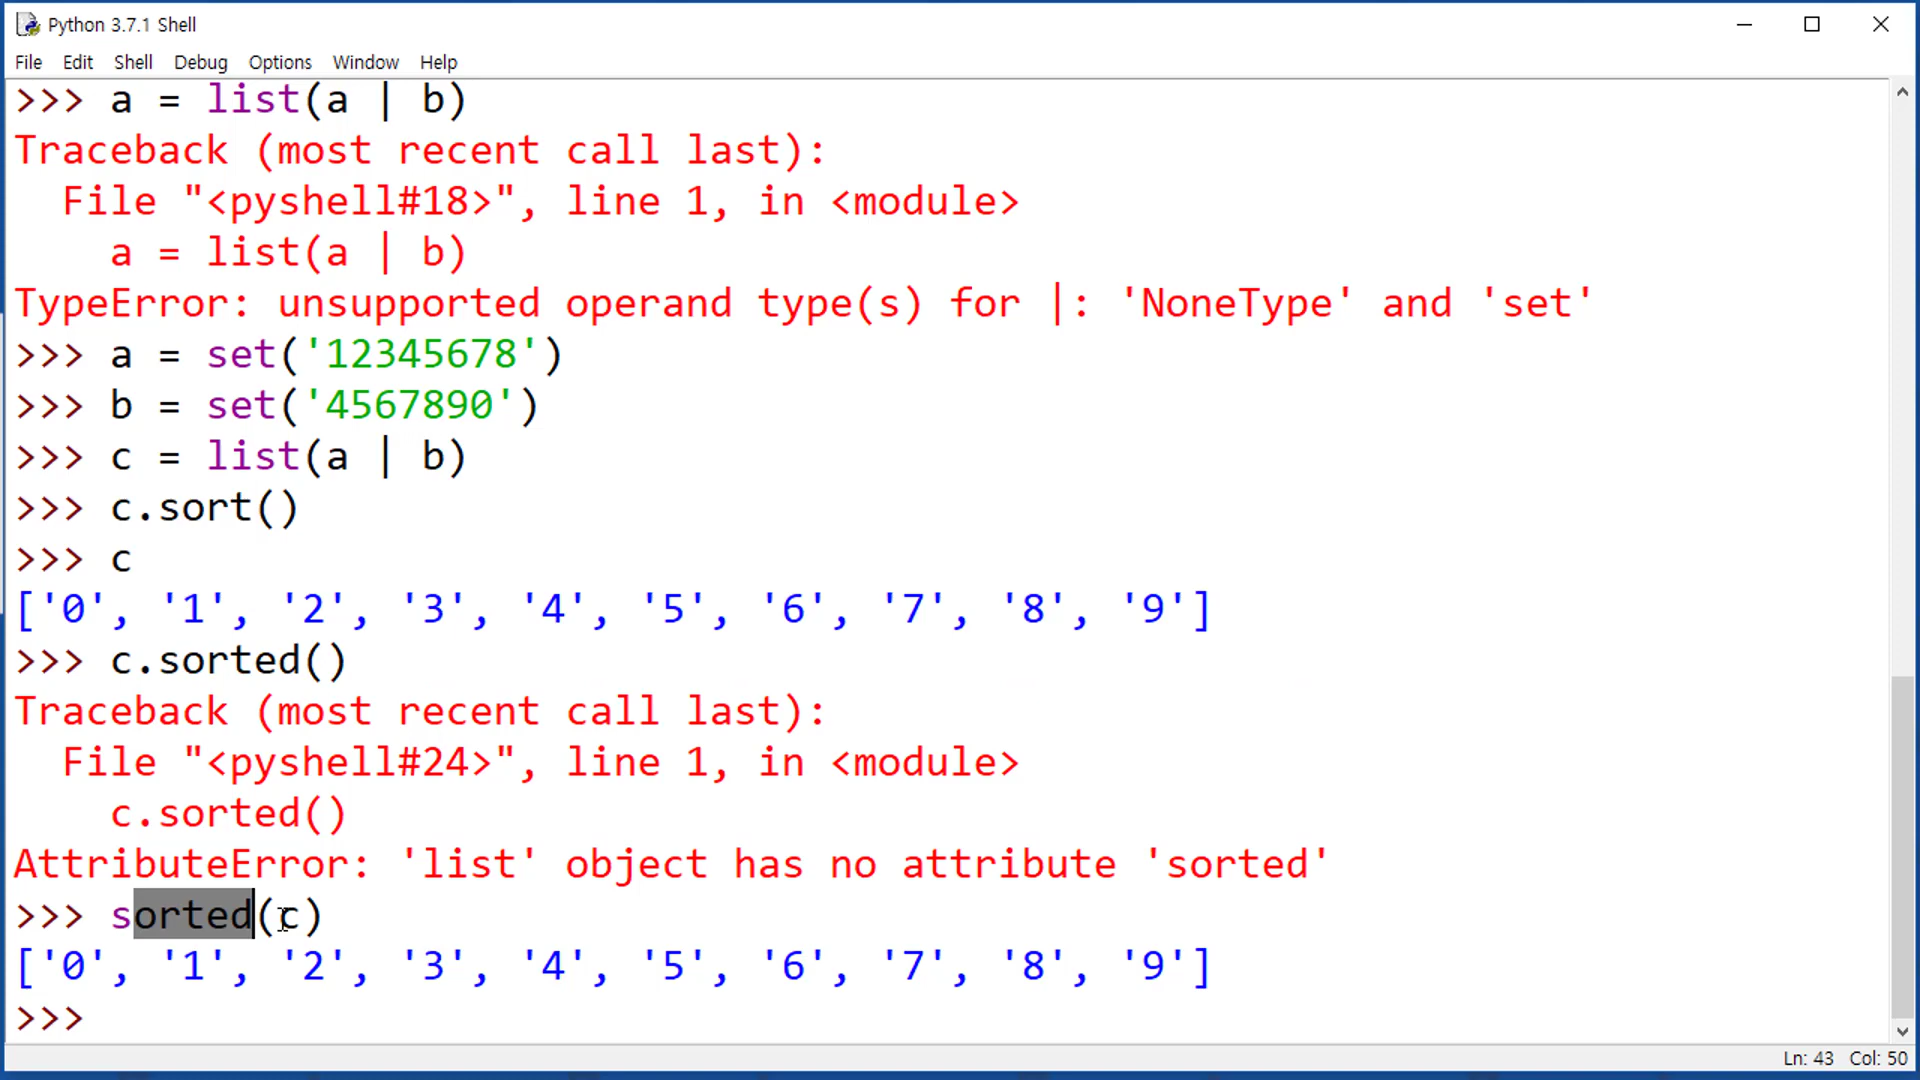 Python 3.7.1 Shell
File Edit Shell Debug Options Window Help
>>> a = list(a | b)
Traceback (most recent call last):
  File "<pyshell#18>", line 1, in <module>
    a = list(a | b)
TypeError: unsupported operand type(s) for |: 'NoneType' and 'set'
>>> a = set('12345678')
>>> b = set('4567890')
>>> c = list(a | b)
>>> c.sort()
>>> c
['0', '1', '2', '3', '4', '5', '6', '7', '8', '9']
>>> c.sorted()
Traceback (most recent call last):
  File "<pyshell#24>", line 1, in <module>
    c.sorted()
AttributeError: 'list' object has no attribute 'sorted'
>>> sorted(c)
['0', '1', '2', '3', '4', '5', '6', '7', '8', '9']
>>>
Ln: 43 Col: 50